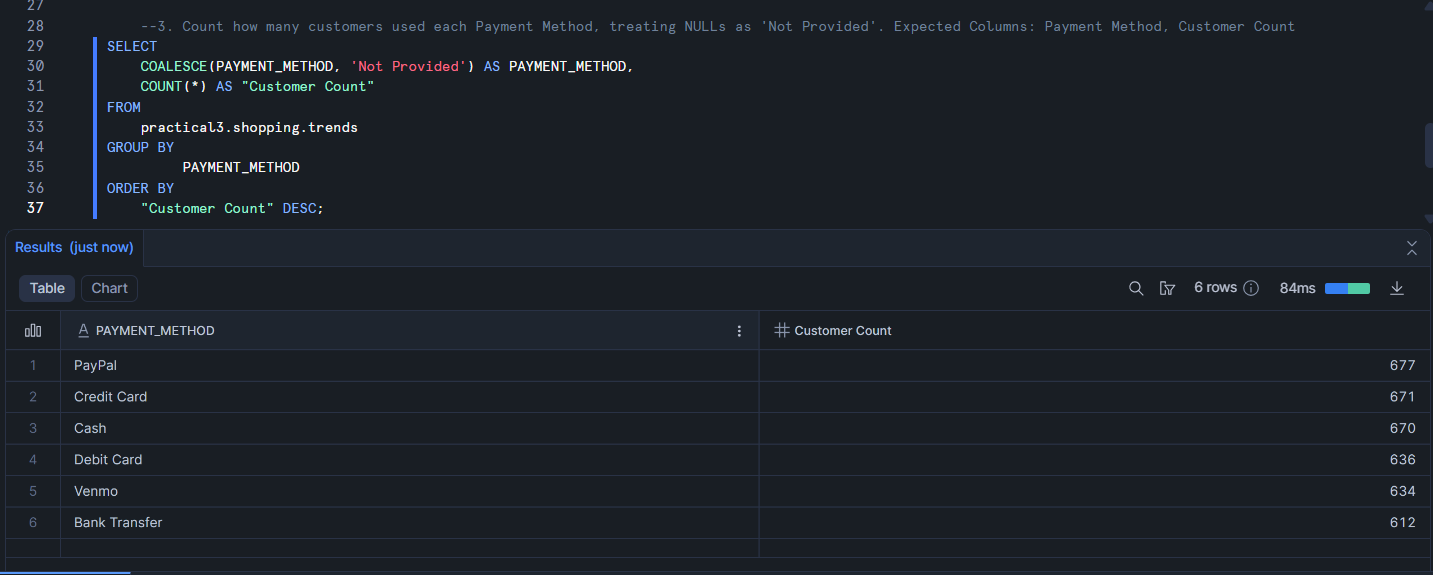 27
28 --3. Count how many customers used each Payment Method, treating NULLs as 'Not Provided'. Expected Columns: Payment Method, Customer Count
29 SELECT
30 COALESCE(PAYMENT_METHOD, 'Not Provided') AS PAYMENT_METHOD,
31 COUNT(*) AS "Customer Count"
32 FROM
33 practical3.shopping.trends
34 GROUP BY
35 PAYMENT_METHOD
36 ORDER BY
37 "Customer Count" DESC;
Results (just now)
Table Chart 6 rows 84ms
PAYMENT_METHOD Customer Count
1 PayPal 677
2 Credit Card 671
3 Cash 670
4 Debit Card 636
5 Venmo 634
6 Bank Transfer 612